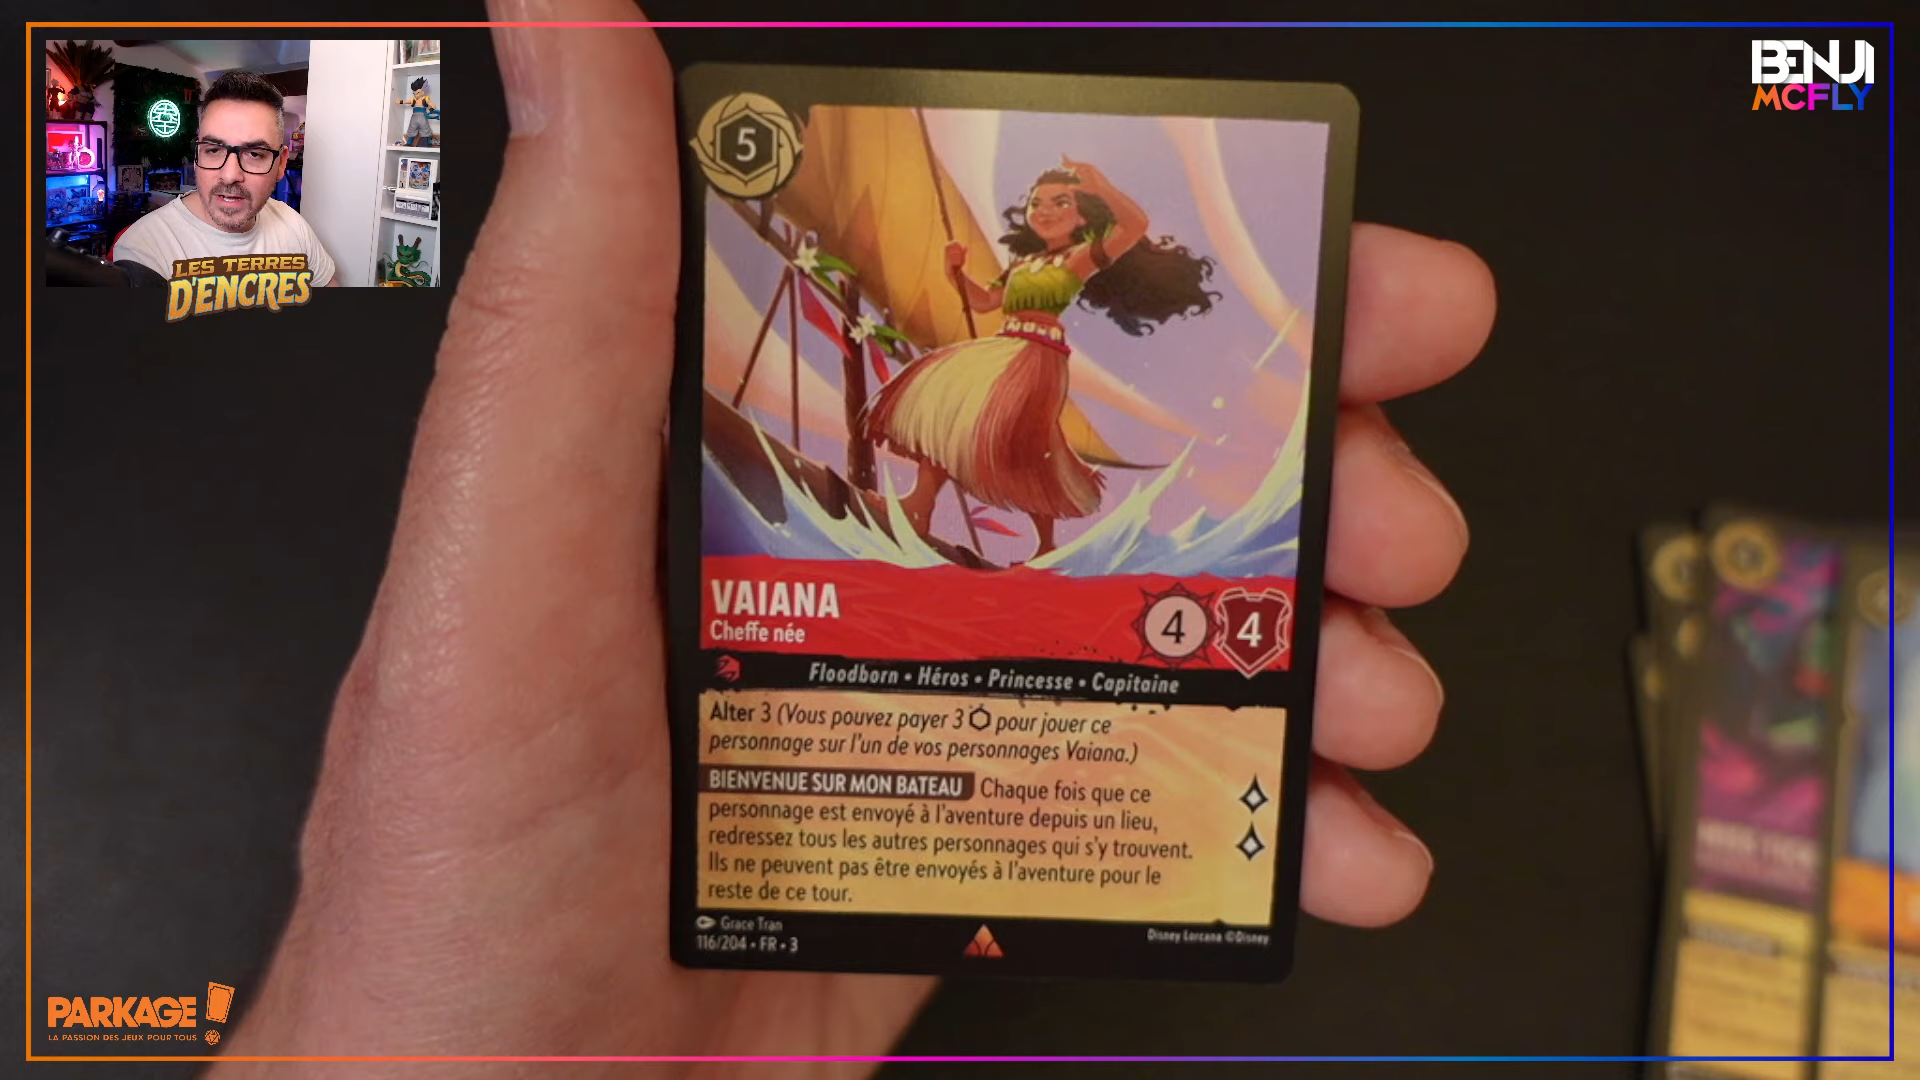 BENJI
MCFLY
LES TERRES
D'ENCRES
5
VAIANA
Cheffe née
4
4
Floodborn • Héros • Princesse • Capitaine
Alter 3 (Vous pouvez payer 3 ⬡ pour jouer ce
personnage sur l'un de vos personnages Vaiana.)
BIENVENUE SUR MON BATEAU Chaque fois que ce
personnage est envoyé à l'aventure depuis un lieu,
redressez tous les autres personnages qui s'y trouvent.
Ils ne peuvent pas être envoyés à l'aventure pour le
reste de ce tour.
Grace Tran
116/204 • FR • 3
Disney Lorcana ©Disney
PARKAGE
LA PASSION DES JEUX POUR TOUS